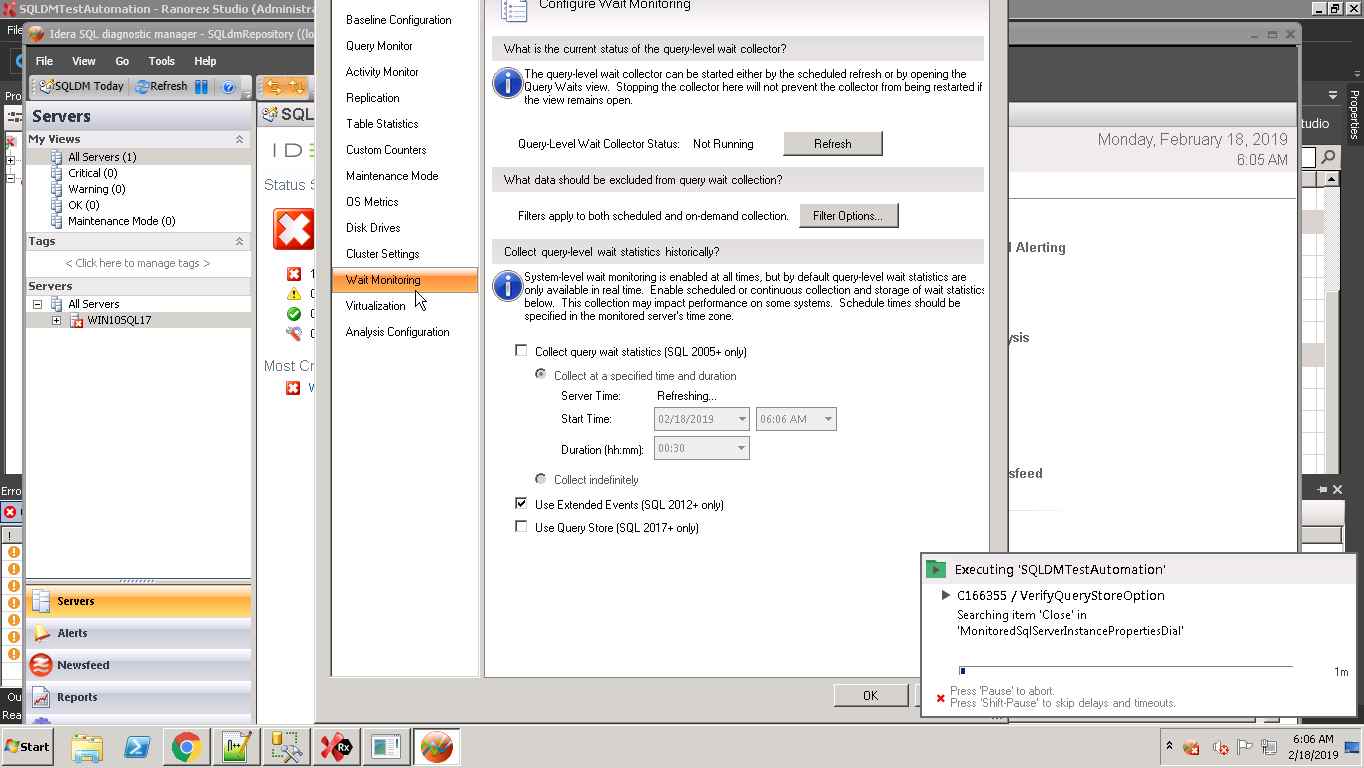 SQLDMTestAutomation - Ranorex Studio (Administra
Idera SQL diagnostic manager - SQLdmRepository ((lo
File View Go Tools Help
SQLDM Today Refresh
Servers
My Views
All Servers (1)
Critical (0)
Warning (0)
OK (0)
Maintenance Mode (0)
Tags
< Click here to manage tags >
Servers
All Servers
WIN10SQL17
Servers
Alerts
Newsfeed
Reports
SQL
IDE
Status S
Most Cr
Baseline Configuration
Query Monitor
Activity Monitor
Replication
Table Statistics
Custom Counters
Maintenance Mode
OS Metrics
Disk Drives
Cluster Settings
Wait Monitoring
Virtualization
Analysis Configuration
Configure Wait Monitoring
What is the current status of the query-level wait collector?
The query-level wait collector can be started either by the scheduled refresh or by opening the
Query Waits view. Stopping the collector here will not prevent the collector from being restarted if
the view remains open.
Query-Level Wait Collector Status: Not Running Refresh
What data should be excluded from query wait collection?
Filters apply to both scheduled and on-demand collection. Filter Options...
Collect query-level wait statistics historically?
System-level wait monitoring is enabled at all times, but by default query-level wait statistics are
only available in real time. Enable scheduled or continuous collection and storage of wait statistics
below. This collection may impact performance on some systems. Schedule times should be
specified in the monitored server's time zone.
Collect query wait statistics (SQL 2005+ only)
Collect at a specified time and duration
Server Time: Refreshing...
Start Time: 02/18/2019 06:06 AM
Duration (hh:mm): 00:30
Collect indefinitely
Use Extended Events (SQL 2012+ only)
Use Query Store (SQL 2017+ only)
OK
Monday, February 18, 2019
6:05 AM
Alerting
ysis
sfeed
tudio
Properties
Pro
Erro
Ou
Rea
Executing 'SQLDMTestAutomation'
C166355 / VerifyQueryStoreOption
Searching item 'Close' in
'MonitoredSqlServerInstancePropertiesDial'
1m
Press 'Pause' to abort.
Press 'Shift-Pause' to skip delays and timeouts.
Start
6:06 AM
2/18/2019